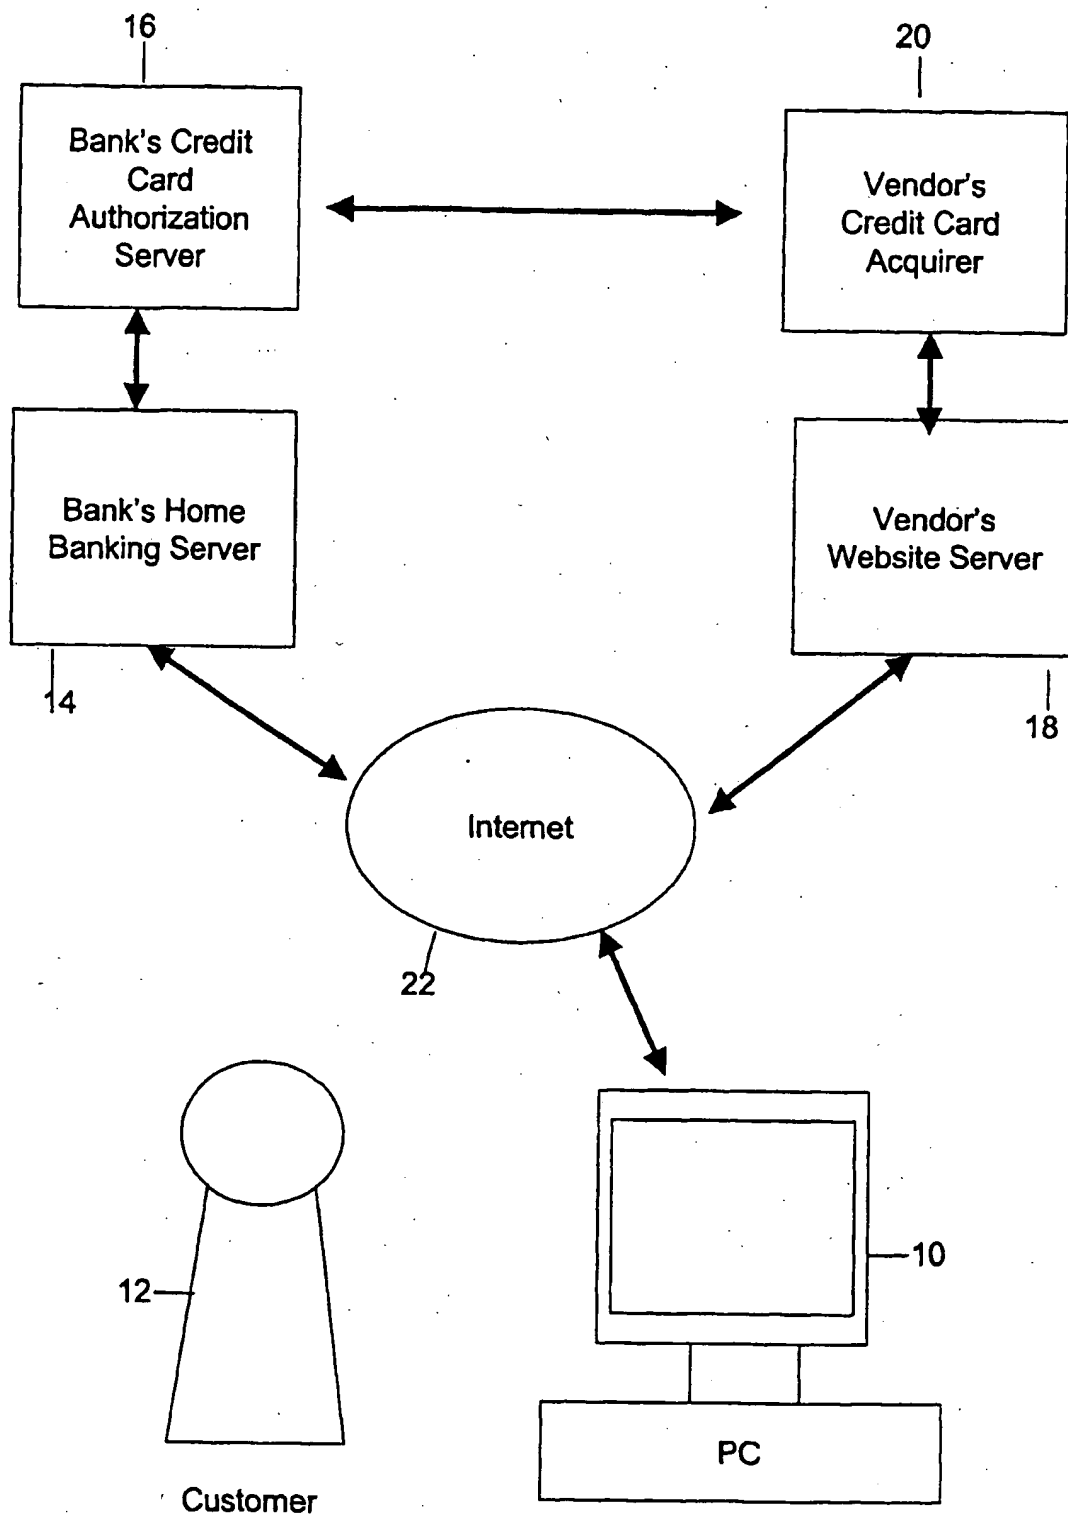 16
20
Bank's Credit
Card
Authorization
Server
Vendor's
Credit Card
Acquirer
Bank's Home
Banking Server
Vendor's
Website Server
14
18
Internet
22
10
12
PC
Customer